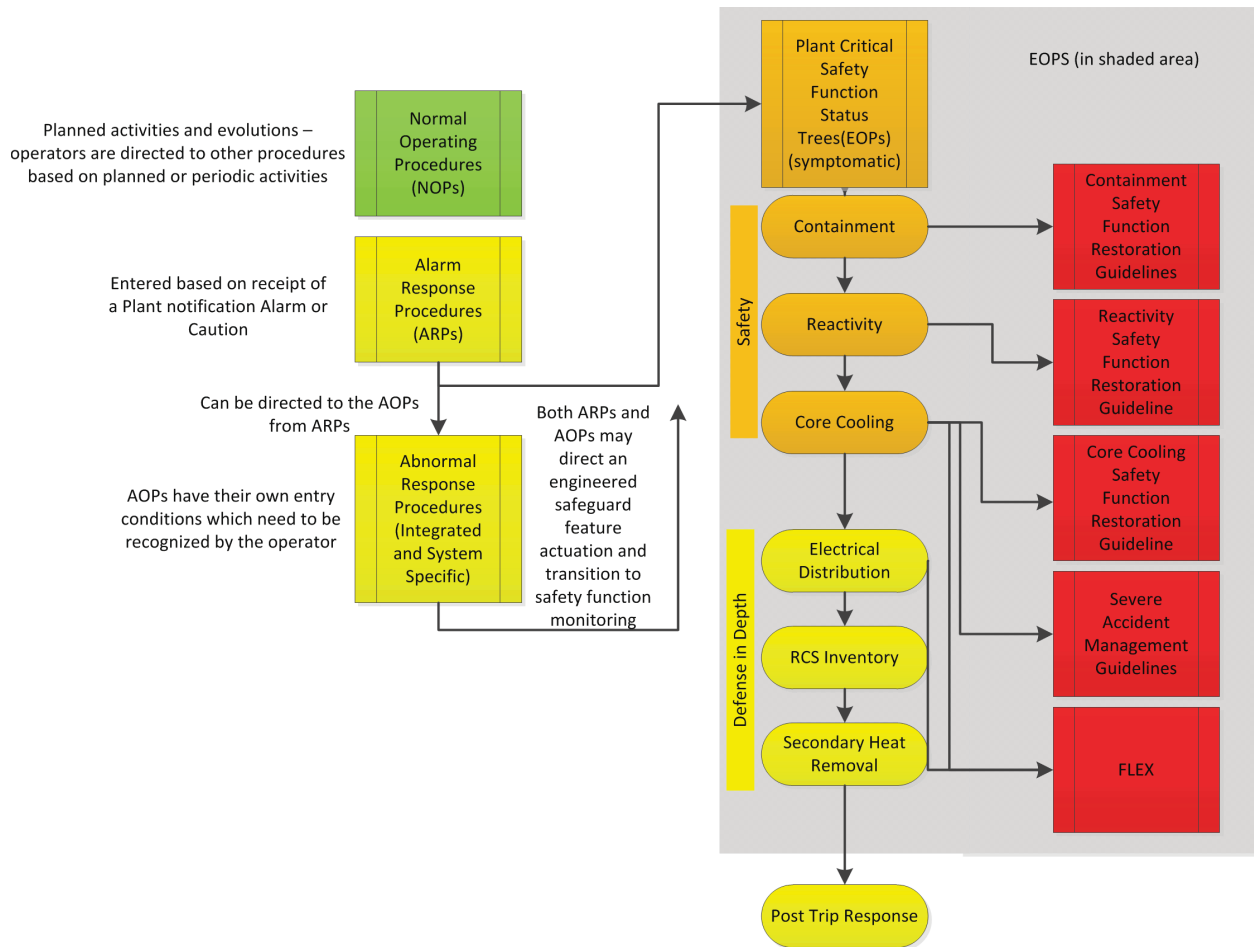 Planned activities and evolutions –
operators are directed to other procedures
based on planned or periodic activities
Normal
Operating
Procedures
(NOPs)
Entered based on receipt of
a Plant notification Alarm or
Caution
Alarm
Response
Procedures
(ARPs)
Can be directed to the AOPs
from ARPs
AOPs have their own entry
conditions which need to be
recognized by the operator
Abnormal
Response
Procedures
(Integrated
and System
Specific)
Both ARPs and
AOPs may
direct an
engineered
safeguard
feature
actuation and
transition to
safety function
monitoring
EOPS (in shaded area)
Plant Critical
Safety
Function
Status
Trees(EOPs)
(symptomatic)
Safety
Containment
Reactivity
Core Cooling
Defense in Depth
Electrical
Distribution
RCS Inventory
Secondary Heat
Removal
Post Trip Response
Containment
Safety
Function
Restoration
Guidelines
Reactivity
Safety
Function
Restoration
Guideline
Core Cooling
Safety
Function
Restoration
Guideline
Severe
Accident
Management
Guidelines
FLEX